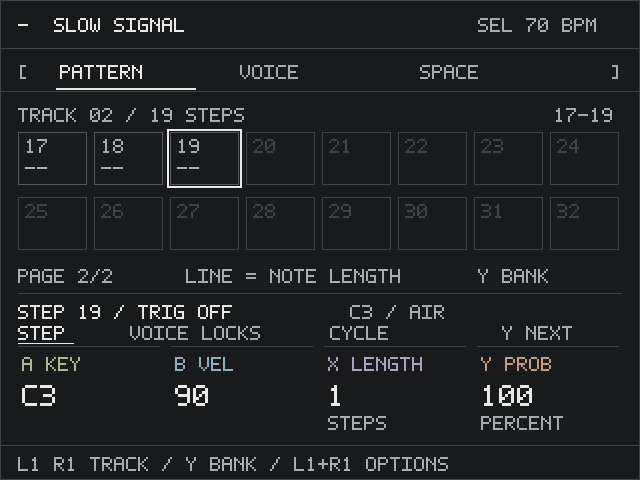 – SLOW SIGNAL SEL 70 BPM
[ PATTERN VOICE SPACE ]
TRACK 02 / 19 STEPS 17–19
17 18 19 20 21 22 23 24
-- -- --
25 26 27 28 29 30 31 32
PAGE 2/2 LINE = NOTE LENGTH Y BANK
STEP 19 / TRIG OFF C3 / AIR
STEP VOICE LOCKS CYCLE Y NEXT
A KEY B VEL X LENGTH Y PROB
C3 90 1 100
STEPS PERCENT
L1 R1 TRACK / Y BANK / L1+R1 OPTIONS